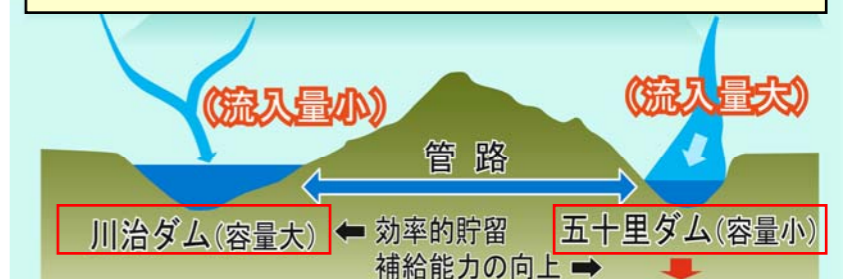 (流入量小)
(流入量大)
管路
川治ダム(容量大)
⬅ 効率的貯留
補給能力の向上 ➡
五十里ダム(容量小)